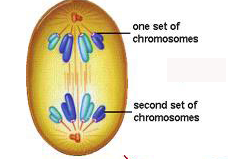 one set of
chromosomes
second set of
chromosomes